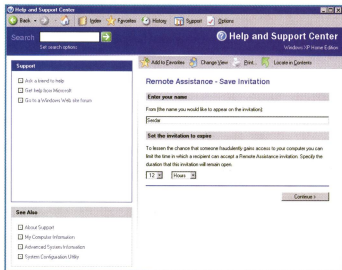 Help and Support Center
Back
Index
Favorites
History
Support
Options
Search
Set search options
Help and Support Center
Windows XP Home Edition
Support
Ask a friend to help
Get help from Microsoft
Go to a Windows Web site forum
See Also
About Support
My Computer Information
Advanced System Information
System Configuration Utility
Add to Favorites
Change View
Print...
Locate in Contents
Remote Assistance - Save Invitation
Enter your name
From (the name you would like to appear on the invitation):
Serdar
Set the invitation to expire
To lessen the chance that someone fraudulently gains access to your computer you can
limit the time in which a recipient can accept a Remote Assistance invitation. Specify the
duration that this invitation will remain open.
12
Hours
Continue >